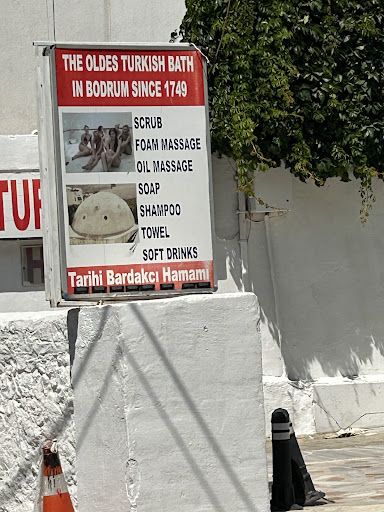 THE OLDES TURKISH BATH
IN BODRUM SINCE 1749
SCRUB
FOAM MASSAGE
OIL MASSAGE
SOAP
SHAMPOO
TOWEL
SOFT DRINKS
Tarihi Bardakcı Hamamı
TUR
H